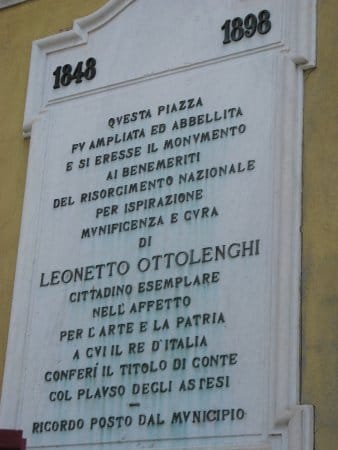 1848 1898
QVESTA PIAZZA
FV AMPLIATA ED ABBELLITA
E SI ERESSE IL MONVMENTO
AI BENEMERITI
DEL RISORGIMENTO NAZIONALE
PER ISPIRAZIONE
MVNIFICENZA E CVRA
DI
LEONETTO OTTOLENGHI
CITTADINO ESEMPLARE
NELL'AFFETTO
PER L'ARTE E LA PATRIA
A CVI IL RE D'ITALIA
CONFERÍ IL TITOLO DI CONTE
COL PLAVSO DEGLI ASTESI
RICORDO POSTO DAL MVNICIPIO